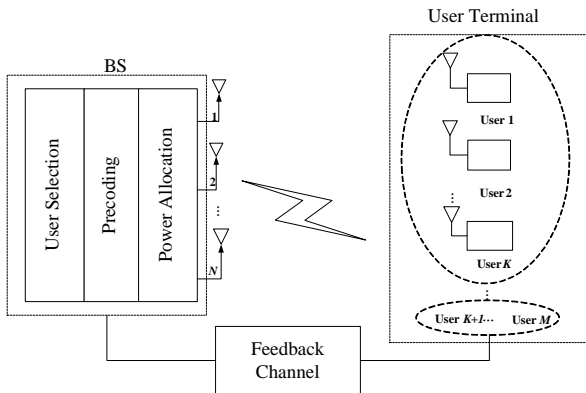 BS
User Selection
Precoding
Power Allocation
1
2
...
N
User Terminal
User 1
User 2
...
User K
...
User K+1... User M
Feedback
Channel